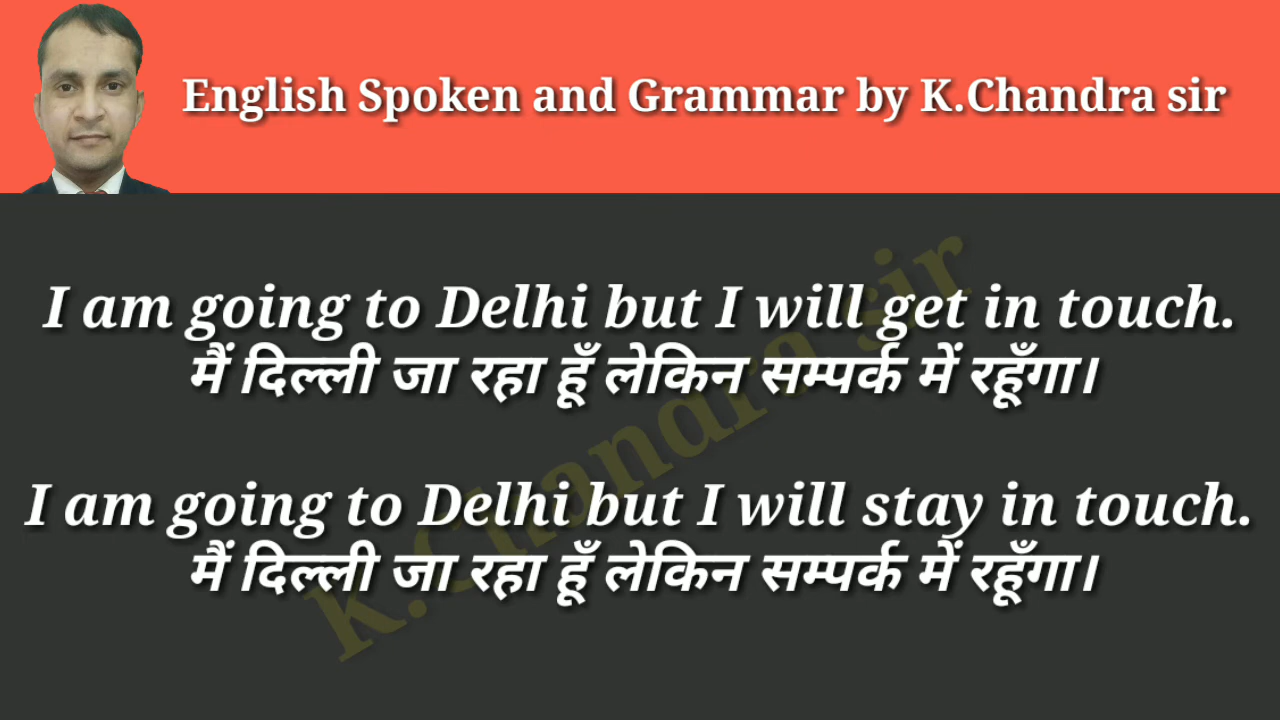 English Spoken and Grammar by K.Chandra sir
I am going to Delhi but I will get in touch.
मैं दिल्ली जा रहा हूँ लेकिन सम्पर्क में रहूँगा।
I am going to Delhi but I will stay in touch.
मैं दिल्ली जा रहा हूँ लेकिन सम्पर्क में रहूँगा।
K.Chandra sir